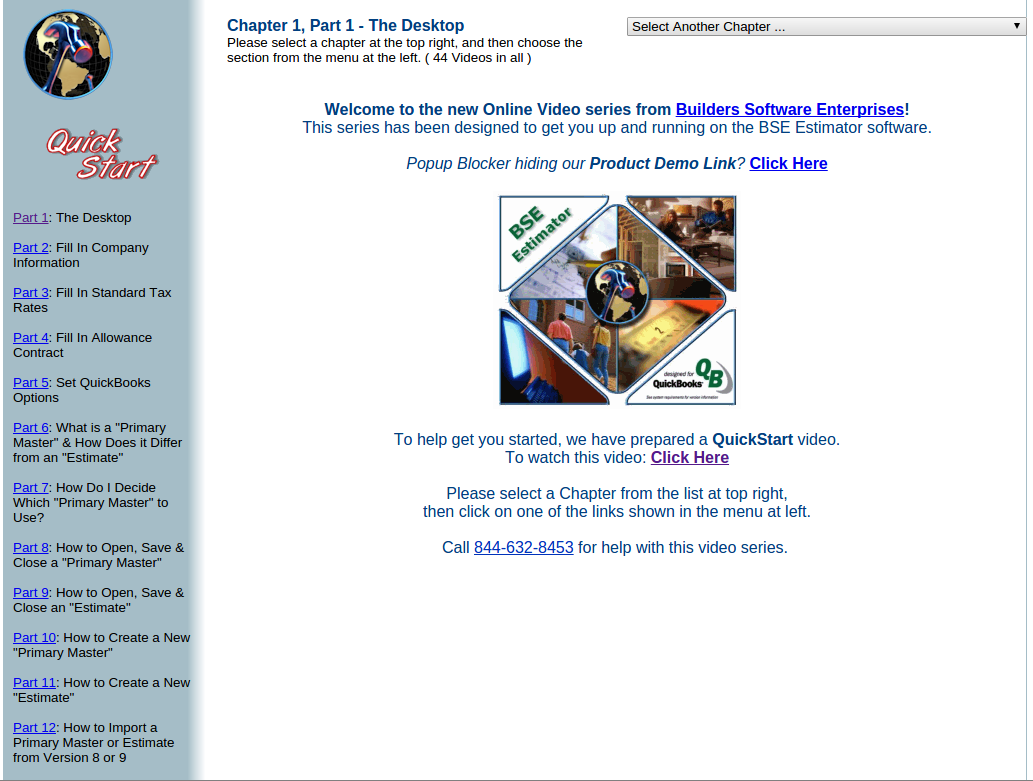 Chapter 1, Part 1 - The Desktop
Please select a chapter at the top right, and then choose the
section from the menu at the left. ( 44 Videos in all )
Select Another Chapter ...
Quick
Start
Part 1: The Desktop
Part 2: Fill In Company
Information
Part 3: Fill In Standard Tax
Rates
Part 4: Fill In Allowance
Contract
Part 5: Set QuickBooks
Options
Part 6: What is a "Primary
Master" & How Does it Differ
from an "Estimate"
Part 7: How Do I Decide
Which "Primary Master" to
Use?
Part 8: How to Open, Save &
Close a "Primary Master"
Part 9: How to Open, Save &
Close an "Estimate"
Part 10: How to Create a New
"Primary Master"
Part 11: How to Create a New
"Estimate"
Part 12: How to Import a
Primary Master or Estimate
from Version 8 or 9
Welcome to the new Online Video series from Builders Software Enterprises!
This series has been designed to get you up and running on the BSE Estimator software.
Popup Blocker hiding our Product Demo Link? Click Here
BSE
Estimator
designed for
QuickBooks
QB
See system requirements for version information
To help get you started, we have prepared a QuickStart video.
To watch this video: Click Here
Please select a Chapter from the list at top right,
then click on one of the links shown in the menu at left.
Call 844-632-8453 for help with this video series.